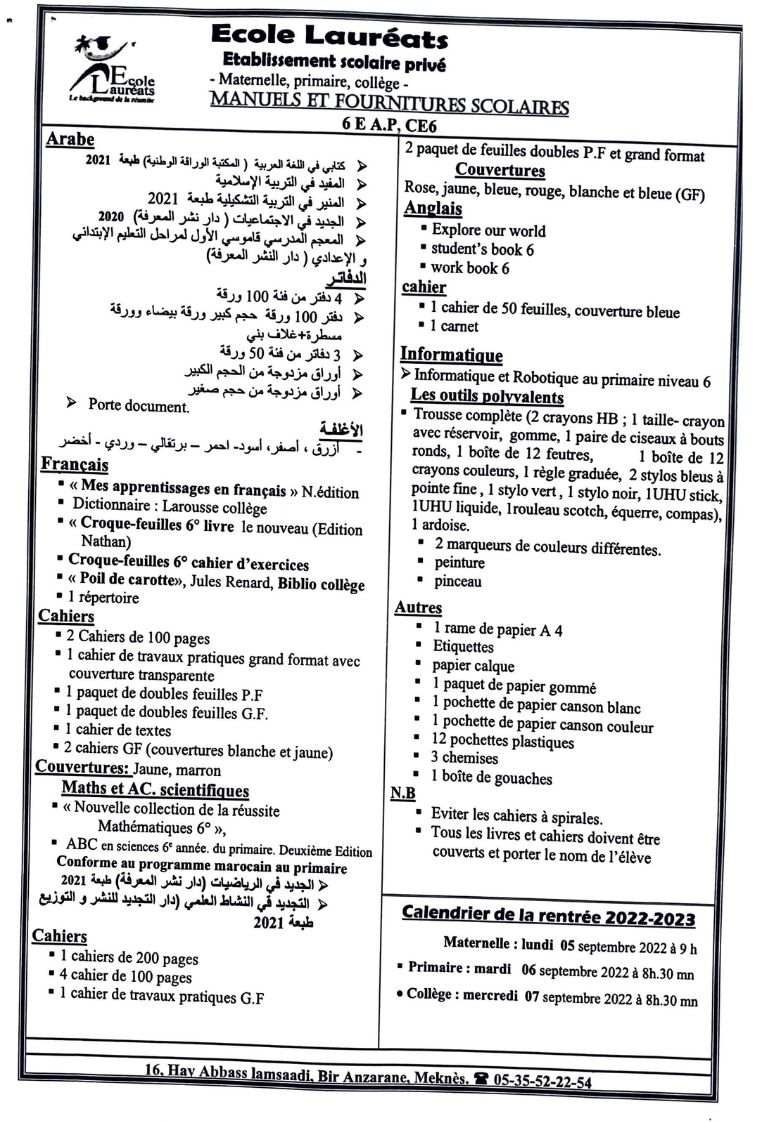 Ecole Lauréats
Etablissement scolaire privé
- Maternelle, primaire, collège -
MANUELS ET FOURNITURES SCOLAIRES
Ecole
Lauréats
Le background de la réussite
6 E A.P, CE6
Arabe
➢ كتابي في اللغة العربية ( المكتبة الوراقة الوطنية) طبعة 2021
➢ المفيد في التربية الإسلامية
➢ المنير في التربية التشكيلية طبعة 2021
➢ الجديد في الاجتماعيات ( دار نشر المعرفة) 2020
➢ المعجم المدرسي قاموسي الأول لمراحل التعليم الإبتدائي
و الإعدادي ( دار النشر المعرفة)
الدفاتر
➢ 4 دفتر من فئة 100 ورقة
➢ دفتر 100 ورقة حجم كبير ورقة بيضاء وورقة
مسطرة+غلاف بني
➢ 3 دفاتر من فئة 50 ورقة
➢ أوراق مزدوجة من الحجم الكبير
➢ أوراق مزدوجة من حجم صغير
➢ Porte document.
الأغلفة
- أزرق ، أصفر، أسود- احمر – برتقالي – وردي - أخضر
Français
▪ « Mes apprentissages en français » N.édition
▪ Dictionnaire : Larousse collège
▪ « Croque-feuilles 6° livre le nouveau (Edition
Nathan)
▪ Croque-feuilles 6° cahier d’exercices
▪ « Poil de carotte», Jules Renard, Biblio collège
▪ 1 répertoire
Cahiers
▪ 2 Cahiers de 100 pages
▪ 1 cahier de travaux pratiques grand format avec
couverture transparente
▪ 1 paquet de doubles feuilles P.F
▪ 1 paquet de doubles feuilles G.F.
▪ 1 cahier de textes
▪ 2 cahiers GF (couvertures blanche et jaune)
Couvertures: Jaune, marron
Maths et AC. scientifiques
▪ « Nouvelle collection de la réussite
Mathématiques 6° »,
▪ ABC en sciences 6e année. du primaire. Deuxième Edition
Conforme au programme marocain au primaire
➢ الجديد في الرياضيات (دار نشر المعرفة) طبعة 2021
➢ التجديد في النشاط العلمي (دار التجديد للنشر و التوزيع
طبعة 2021
Cahiers
▪ 1 cahiers de 200 pages
▪ 4 cahier de 100 pages
▪ 1 cahier de travaux pratiques G.F
2 paquet de feuilles doubles P.F et grand format
Couvertures
Rose, jaune, bleue, rouge, blanche et bleue (GF)
Anglais
▪ Explore our world
▪ student’s book 6
▪ work book 6
cahier
▪ 1 cahier de 50 feuilles, couverture bleue
▪ 1 carnet
Informatique
➢ Informatique et Robotique au primaire niveau 6
Les outils polyvalents
▪ Trousse complète (2 crayons HB ; 1 taille- crayon
avec réservoir, gomme, 1 paire de ciseaux à bouts
ronds, 1 boîte de 12 feutres, 1 boîte de 12
crayons couleurs, 1 règle graduée, 2 stylos bleus à
pointe fine , 1 stylo vert , 1 stylo noir, 1UHU stick,
1UHU liquide, 1rouleau scotch, équerre, compas),
1 ardoise.
▪ 2 marqueurs de couleurs différentes.
▪ peinture
▪ pinceau
Autres
▪ 1 rame de papier A 4
▪ Etiquettes
▪ papier calque
▪ 1 paquet de papier gommé
▪ 1 pochette de papier canson blanc
▪ 1 pochette de papier canson couleur
▪ 12 pochettes plastiques
▪ 3 chemises
▪ 1 boîte de gouaches
N.B
▪ Eviter les cahiers à spirales.
▪ Tous les livres et cahiers doivent être
couverts et porter le nom de l’élève
Calendrier de la rentrée 2022-2023
Maternelle : lundi 05 septembre 2022 à 9 h
▪ Primaire : mardi 06 septembre 2022 à 8h.30 mn
• Collège : mercredi 07 septembre 2022 à 8h.30 mn
16, Hay Abbass lamsaadi, Bir Anzarane, Meknès. ☎ 05-35-52-22-54